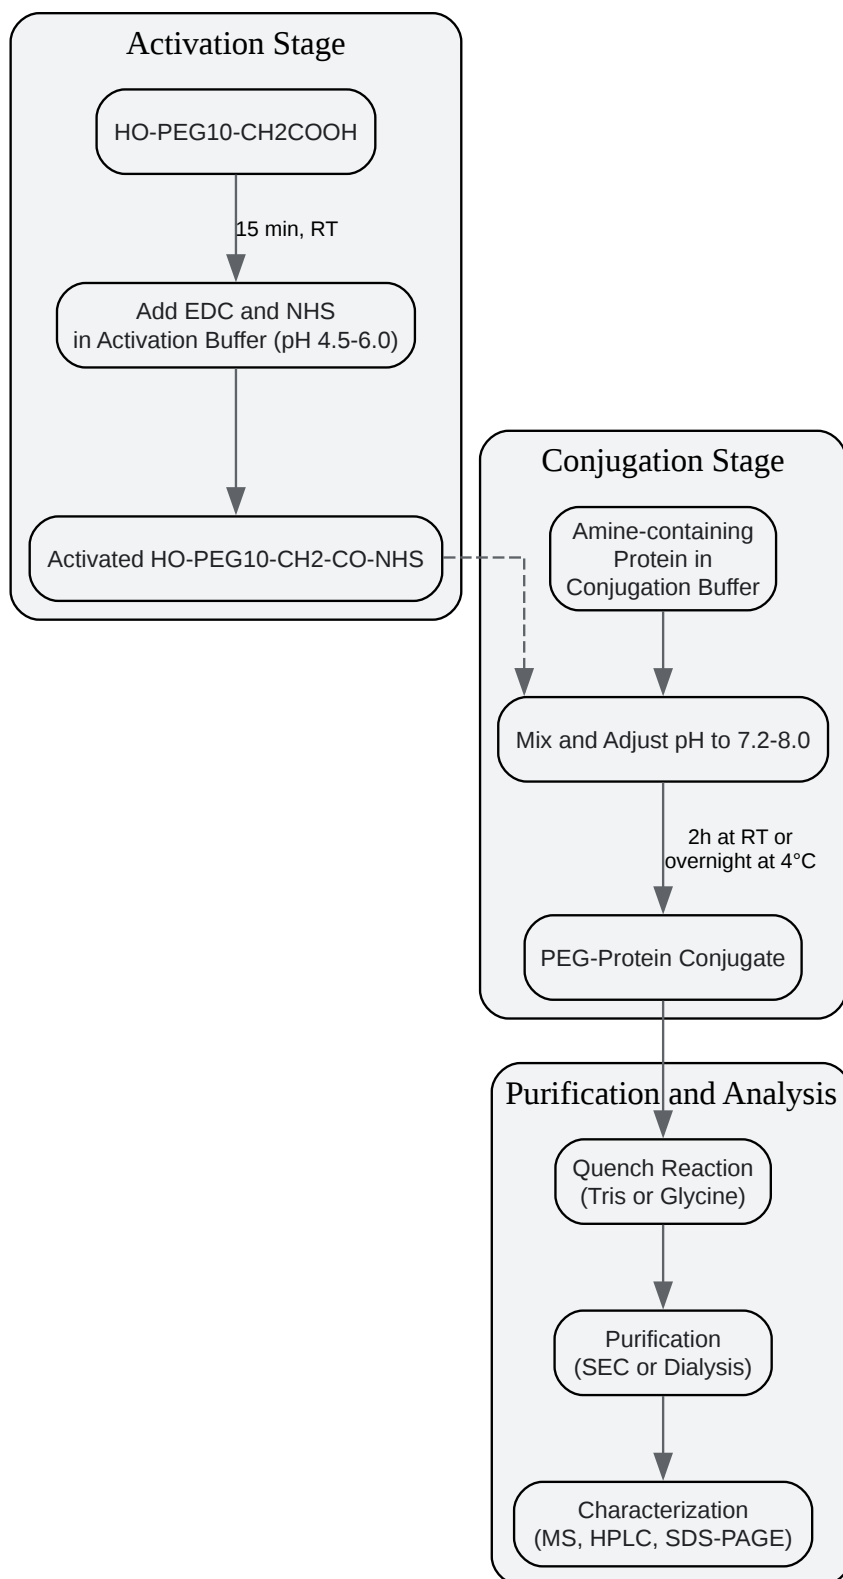 Activation Stage
HO-PEG10-CH2COOH
15 min, RT
Add EDC and NHS
in Activation Buffer (pH 4.5-6.0)
Activated HO-PEG10-CH2-CO-NHS
Conjugation Stage
Amine-containing
Protein in
Conjugation Buffer
Mix and Adjust pH to 7.2-8.0
2h at RT or
overnight at 4°C
PEG-Protein Conjugate
Purification and Analysis
Quench Reaction
(Tris or Glycine)
Purification
(SEC or Dialysis)
Characterization
(MS, HPLC, SDS-PAGE)